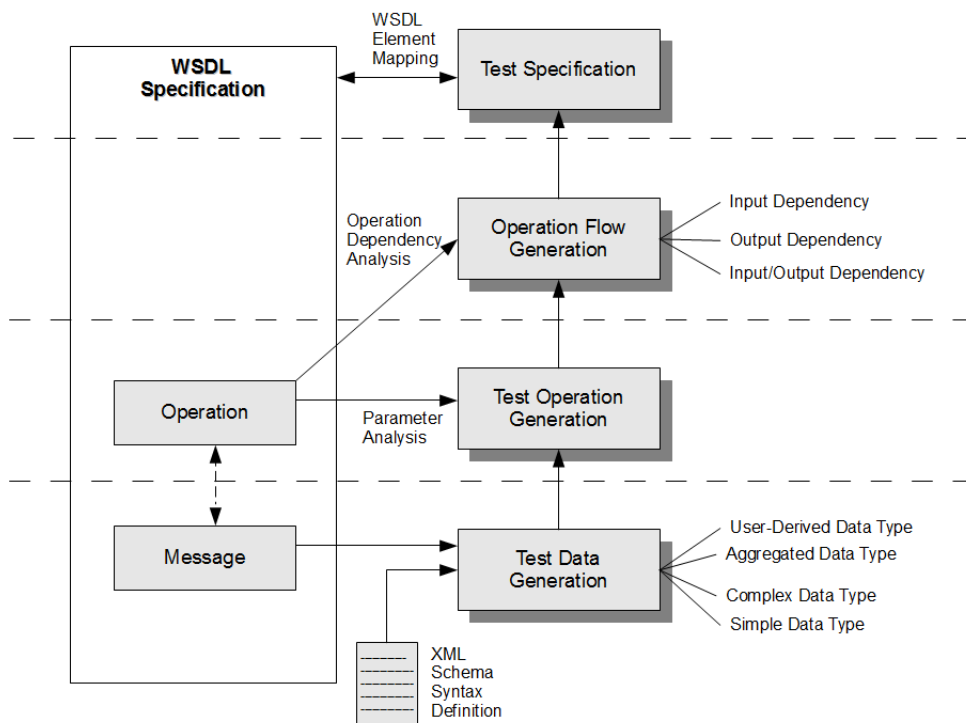 WSDL
Specification
WSDL
Element
Mapping
Test Specification
Operation
Dependency
Analysis
Operation Flow
Generation
Input Dependency
Output Dependency
Input/Output Dependency
Operation
Parameter
Analysis
Test Operation
Generation
Message
Test Data
Generation
User-Derived Data Type
Aggregated Data Type
Complex Data Type
Simple Data Type
XML
Schema
Syntax
Definition